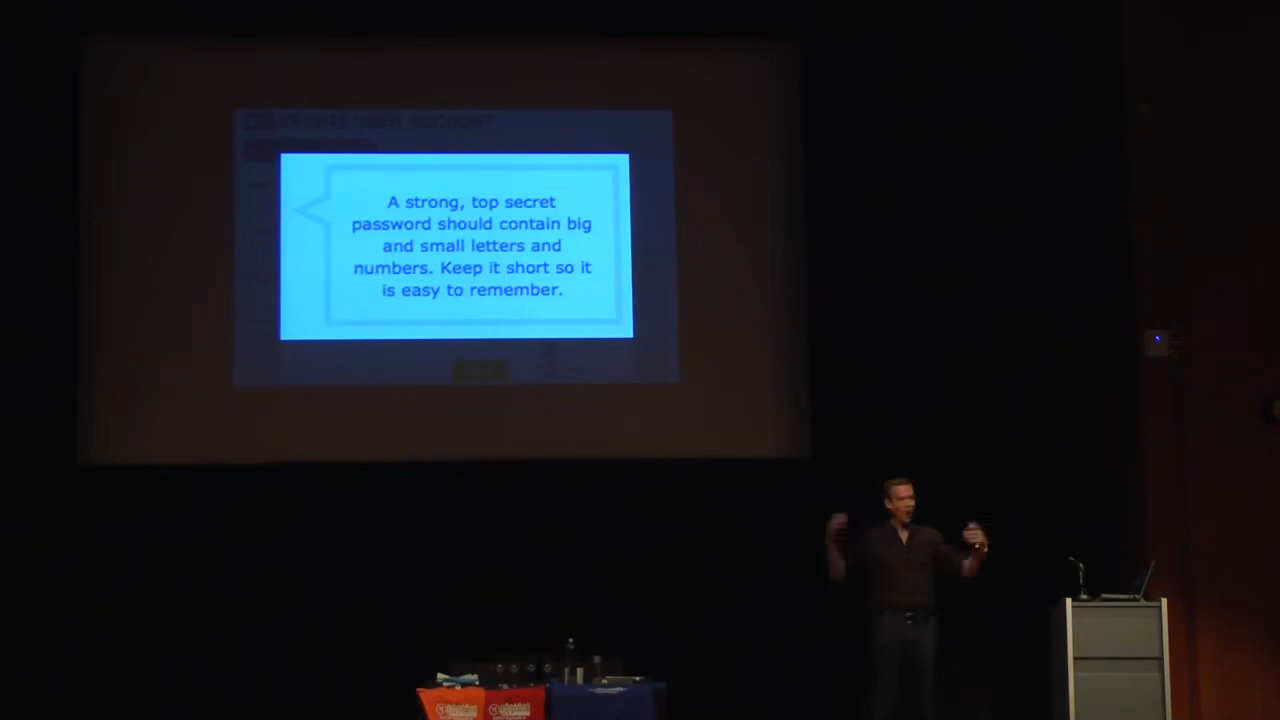 A strong, top secret
password should contain big
and small letters and
numbers. Keep it short so it
is easy to remember.